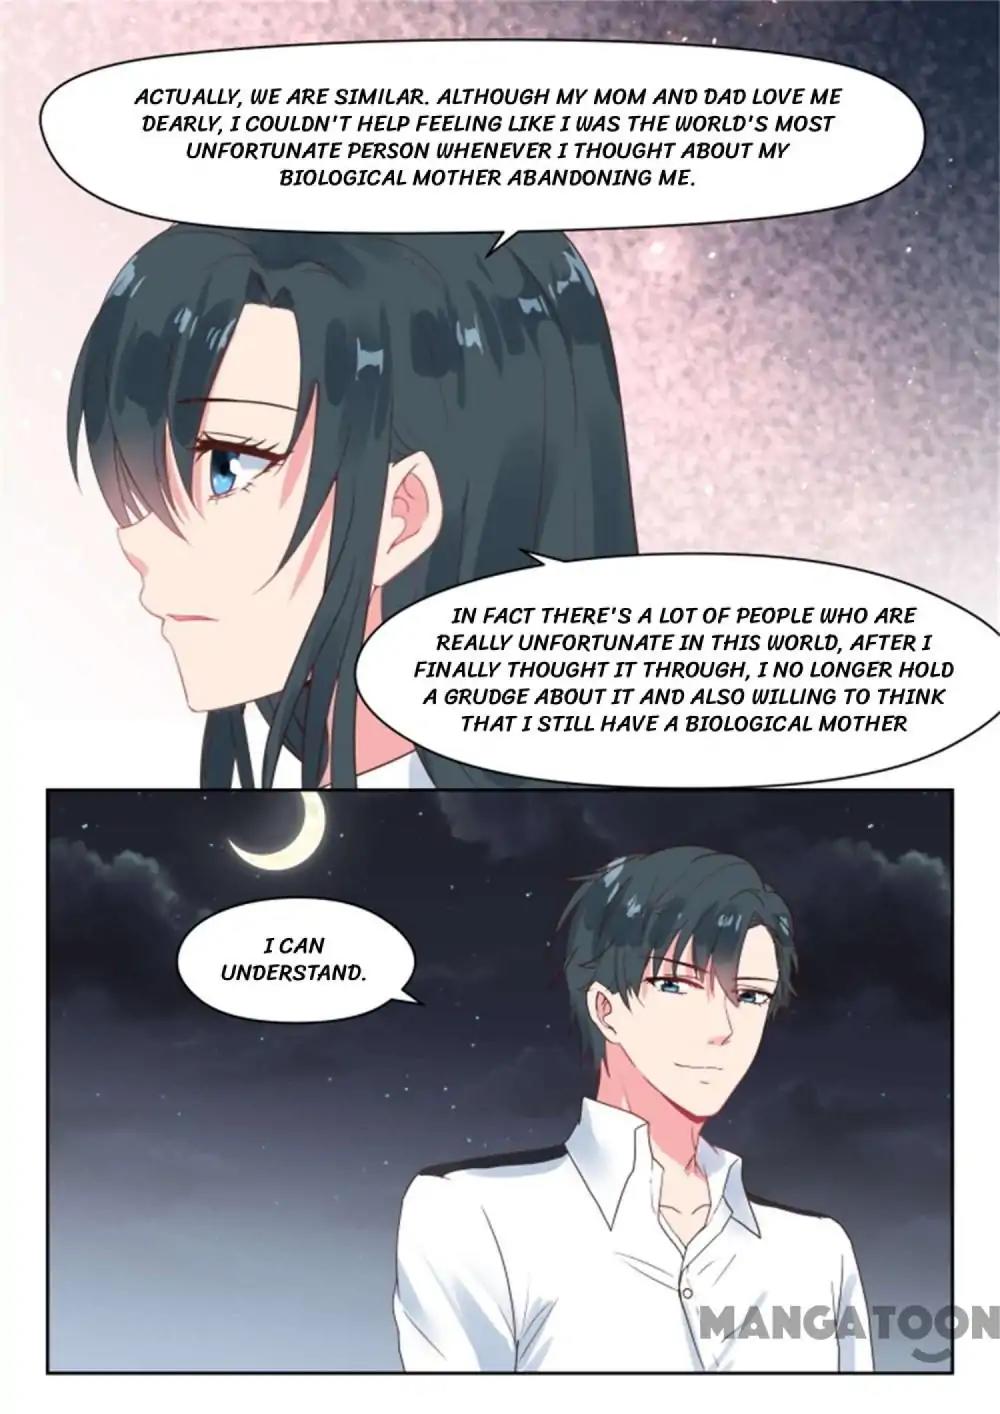 ACTUALLY, WE ARE SIMILAR. ALTHOUGH MY MOM AND DAD LOVE ME
DEARLY, I COULDN'T HELP FEELING LIKE I WAS THE WORLD'S MOST
UNFORTUNATE PERSON WHENEVER I THOUGHT ABOUT MY
BIOLOGICAL MOTHER ABANDONING ME.
IN FACT THERE'S A LOT OF PEOPLE WHO ARE
REALLY UNFORTUNATE IN THIS WORLD, AFTER I
FINALLY THOUGHT IT THROUGH, I NO LONGER HOLD
A GRUDGE ABOUT IT AND ALSO WILLING TO THINK
THAT I STILL HAVE A BIOLOGICAL MOTHER
I CAN
UNDERSTAND.
MANGATOON